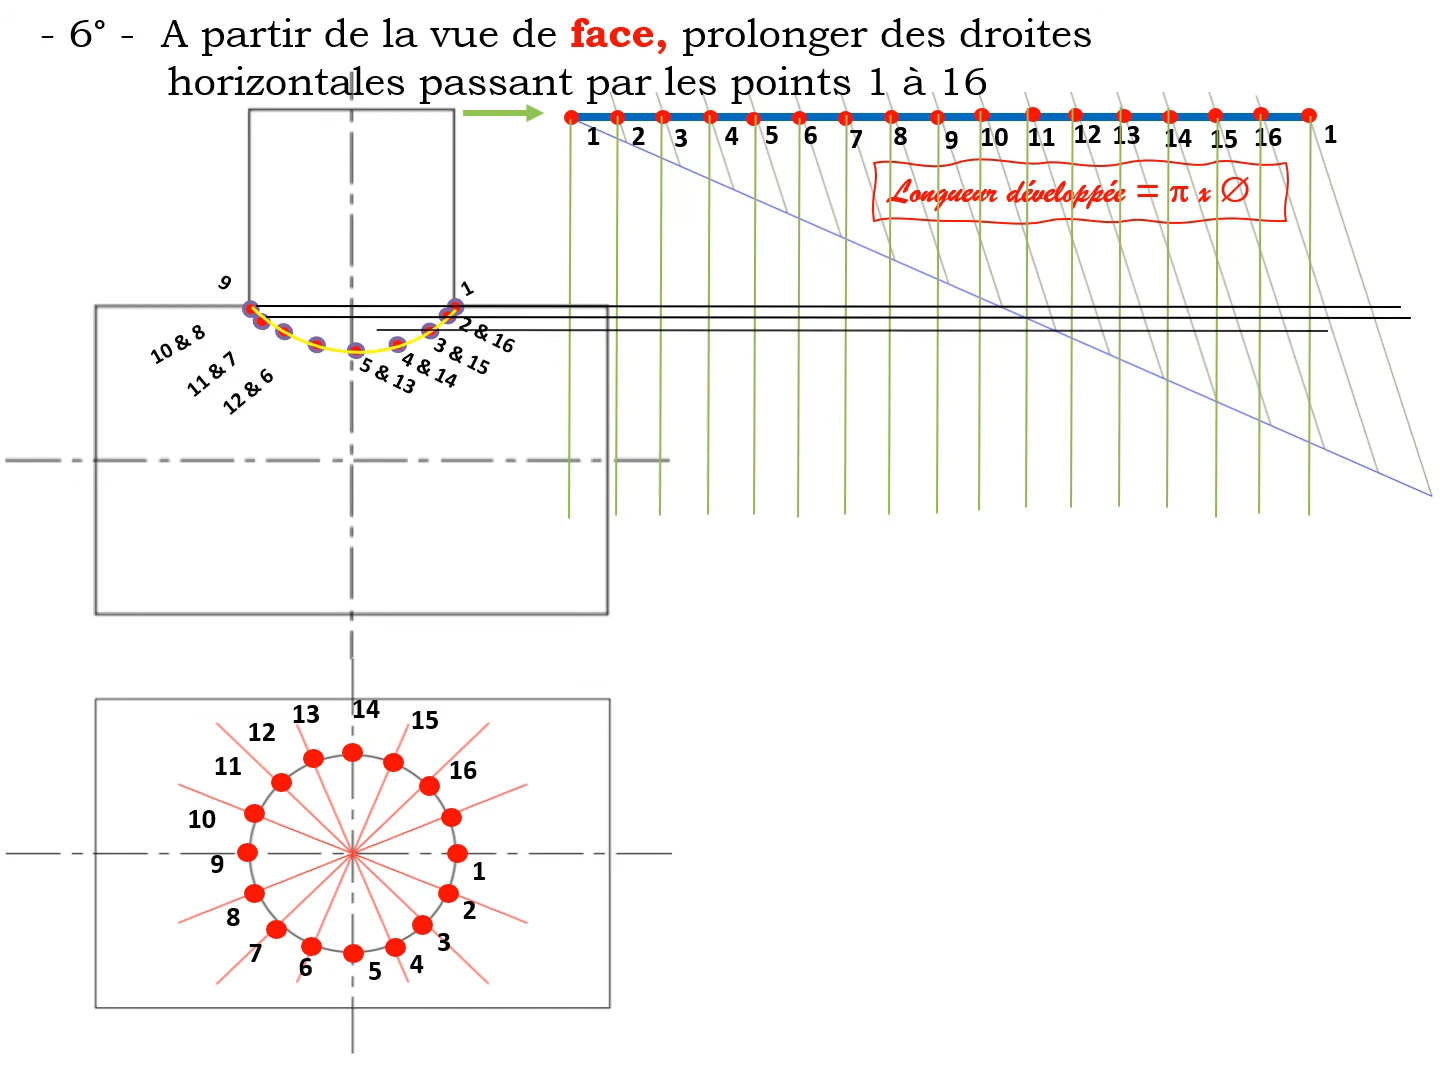 - 6° - A partir de la vue de face, prolonger des droites
horizontales passant par les points 1 à 16
1 2 3 4 5 6 7 8 9 10 11 12 13 14 15 16 1
Longueur développée = π x ∅
9
1
2 & 16
3 & 15
4 & 14
5 & 13
10 & 8
11 & 7
12 & 6
14
13
15
12
11
16
10
9
1
8
2
7
3
6
5
4